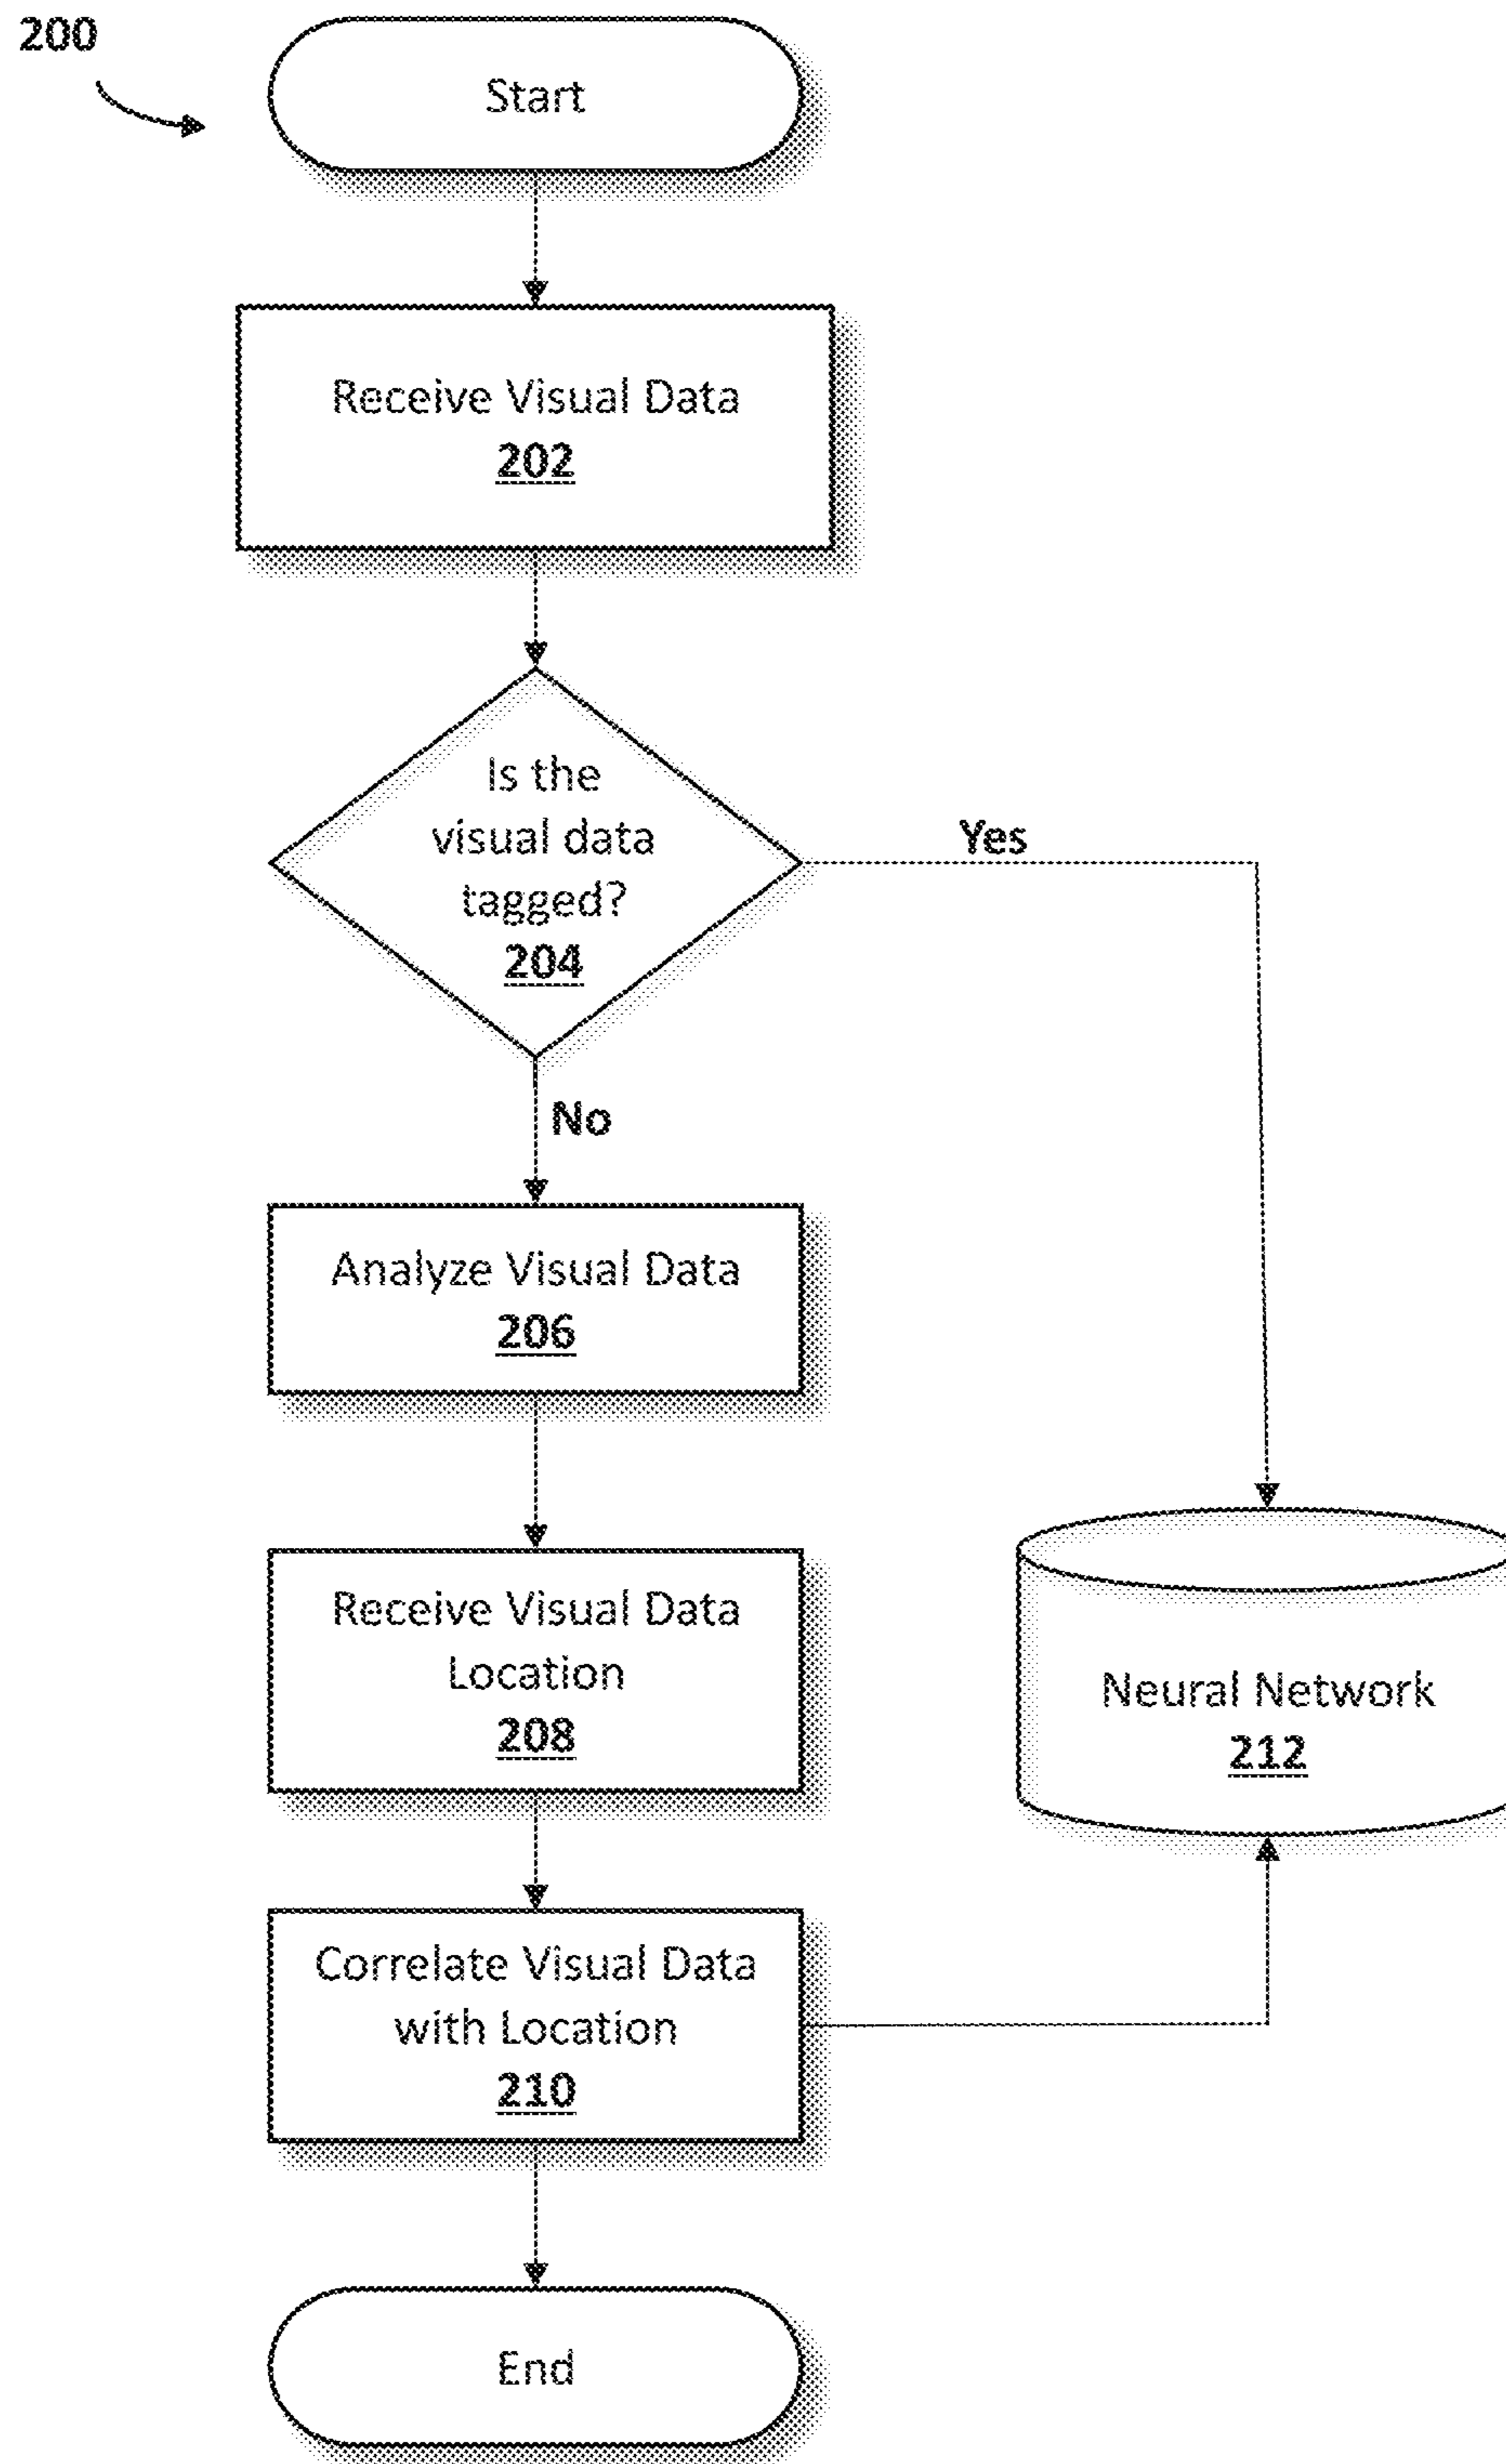 200
Start
Receive Visual Data
202
Is the
visual data
tagged?
204
Yes
No
Analyze Visual Data
206
Receive Visual Data
Location
208
Neural Network
212
Correlate Visual Data
with Location
210
End